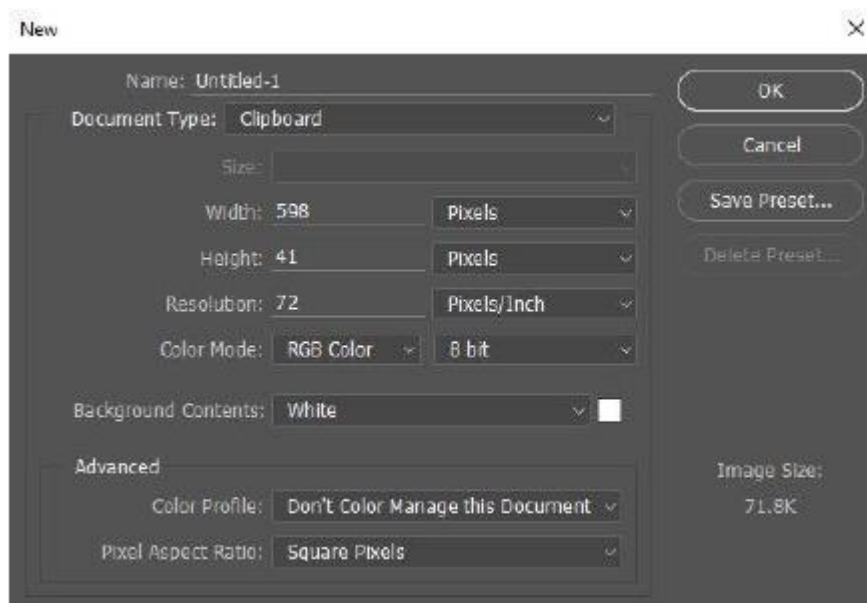 New
Name: Untitled-1
OK
Document Type: Clipboard
Cancel
Size:
Width: 598 Pixels
Save Preset...
Height: 41 Pixels
Delete Preset...
Resolution: 72 Pixels/Inch
Color Mode: RGB Color 8 bit
Background Contents: White
Advanced
Image Size:
Color Profile: Don't Color Manage this Document
71.8K
Pixel Aspect Ratio: Square Pixels